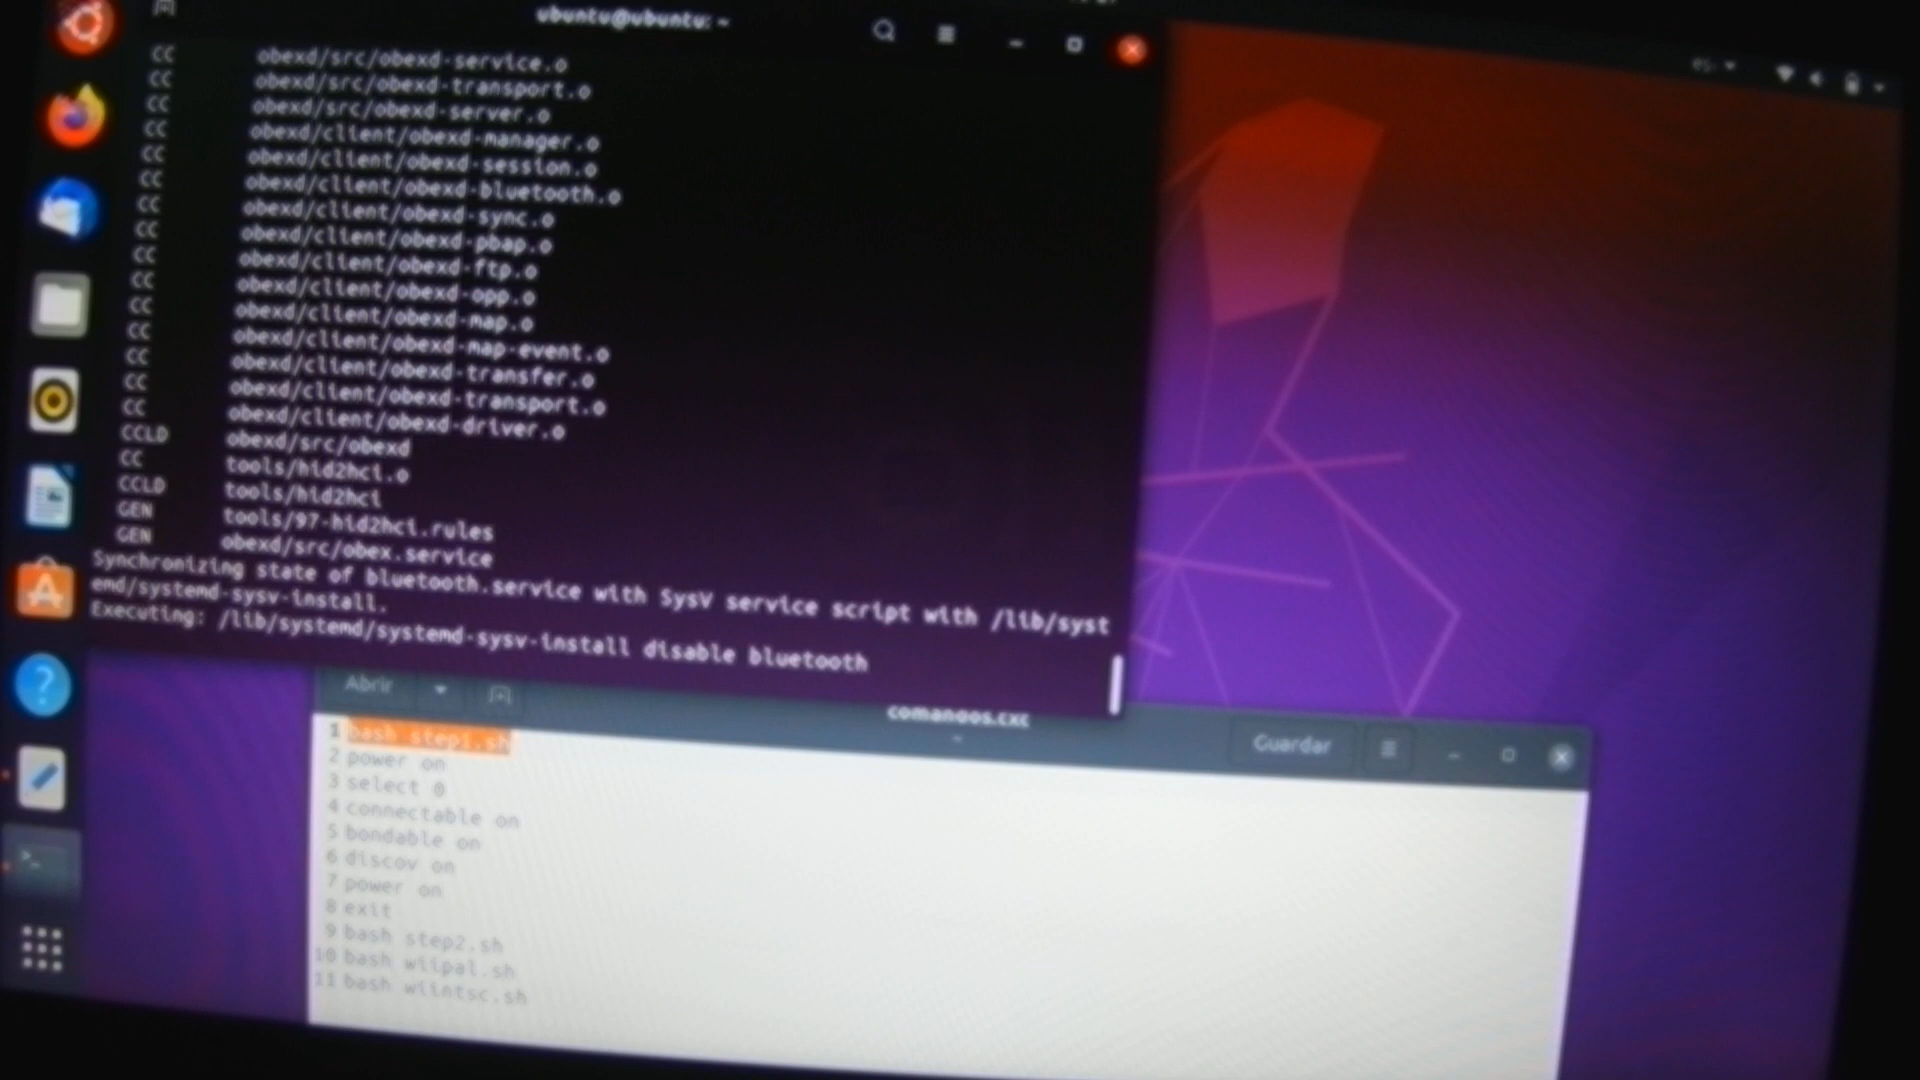 ubuntu@ubuntu: ~
CC obexd/src/obexd-service.o
CC obexd/src/obexd-transport.o
CC obexd/src/obexd-server.o
CC obexd/client/obexd-manager.o
CC obexd/client/obexd-session.o
CC obexd/client/obexd-bluetooth.o
CC obexd/client/obexd-sync.o
CC obexd/client/obexd-pbap.o
CC obexd/client/obexd-ftp.o
CC obexd/client/obexd-opp.o
CC obexd/client/obexd-map.o
CC obexd/client/obexd-map-event.o
CC obexd/client/obexd-transfer.o
CC obexd/client/obexd-transport.o
CC obexd/client/obexd-driver.o
CCLD obexd/src/obexd
CC tools/hid2hci.o
CCLD tools/hid2hci
GEN tools/97-hid2hci.rules
GEN obexd/src/obex.service
Synchronizing state of bluetooth.service with SysV service script with /lib/syst
emd/systemd-sysv-install.
Executing: /lib/systemd/systemd-sysv-install disable bluetooth
Abrir
Guardar
1 bash step1.sh
2 power on
3 select 0
4 connectable on
5 bondable on
6 discov on
7 power on
8 exit
9 bash step2.sh
10 bash wiipal.sh
11 bash wiintsc.sh